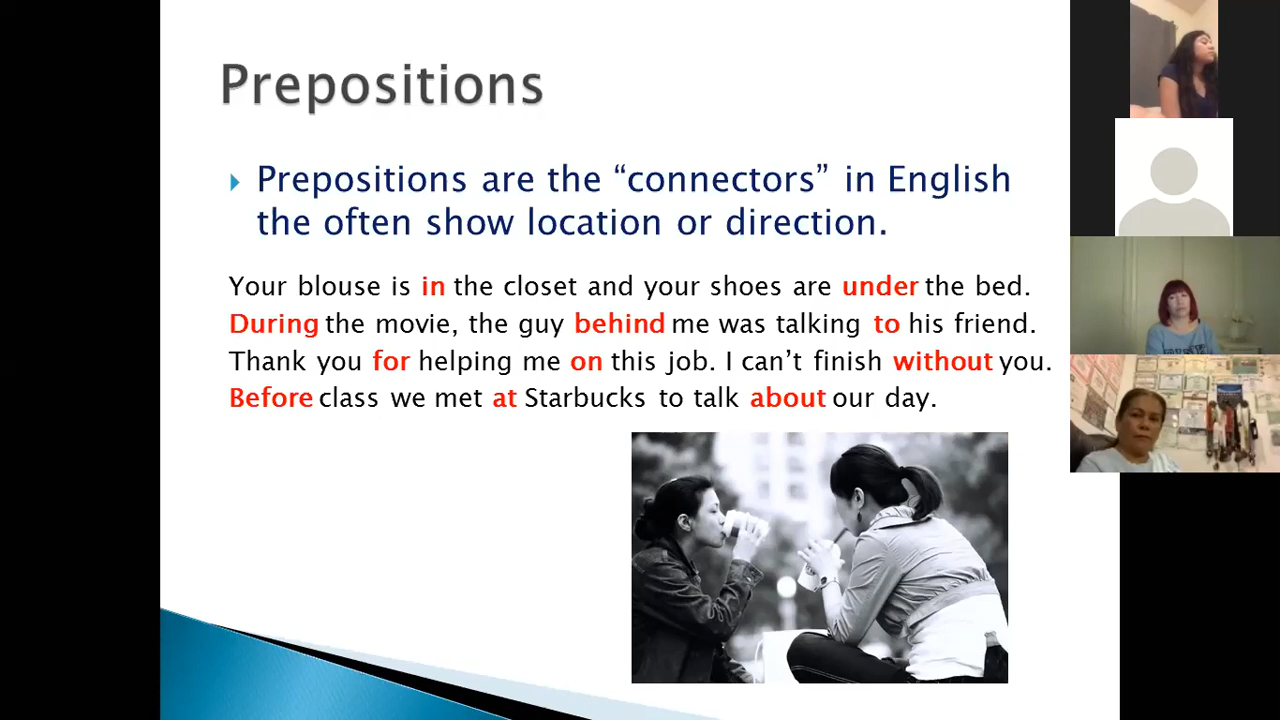 Prepositions
Prepositions are the “connectors” in English
the often show location or direction.
Your blouse is in the closet and your shoes are under the bed.
During the movie, the guy behind me was talking to his friend.
Thank you for helping me on this job. I can’t finish without you.
Before class we met at Starbucks to talk about our day.